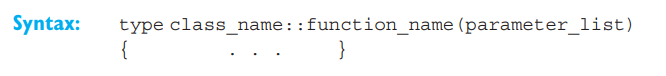 Syntax: type class_name::function_name(parameter_list)
{ . . . }